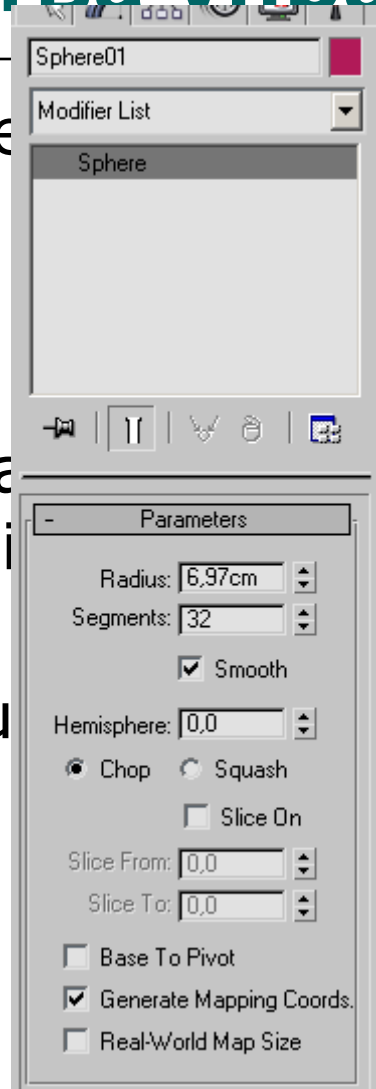 Sphere01
Modifier List
Sphere
- Parameters
Radius: 6,97cm
Segments: 32
Smooth
Hemisphere: 0,0
Chop Squash
Slice On
Slice From: 0,0
Slice To: 0,0
Base To Pivot
Generate Mapping Coords.
Real-World Map Size